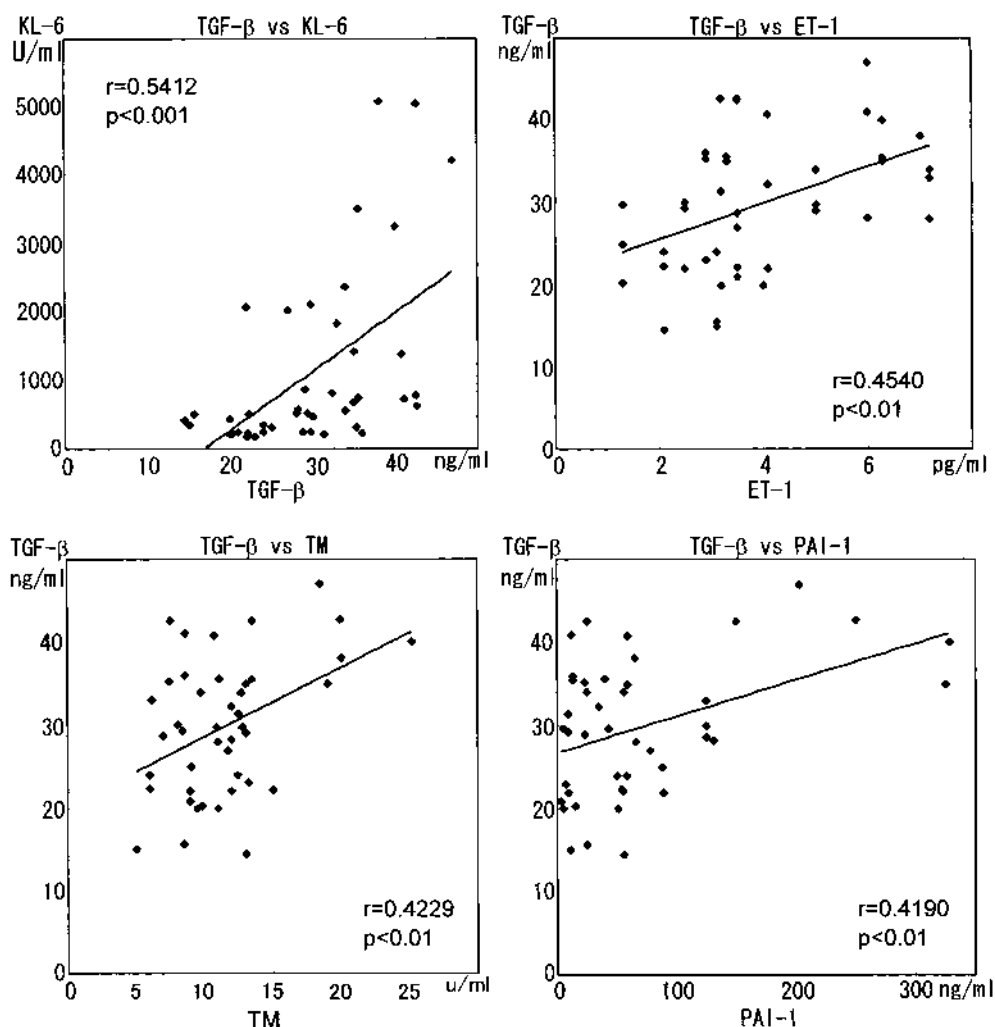 KL-6
U/ml
TGF-β vs KL-6
r=0.5412
p<0.001
5000
4000
3000
2000
1000
0
0 10 20 30 40 ng/ml
TGF-β
TGF-β
ng/ml
TGF-β vs ET-1
40
30
20
10
0
r=0.4540
p<0.01
0 2 4 6 pg/ml
ET-1
TGF-β
ng/ml
TGF-β vs TM
40
30
20
10
0
r=0.4229
p<0.01
0 5 10 15 20 25 u/ml
TM
TGF-β
ng/ml
TGF-β vs PAI-1
40
30
20
10
0
r=0.4190
p<0.01
0 100 200 300 ng/ml
PAI-1